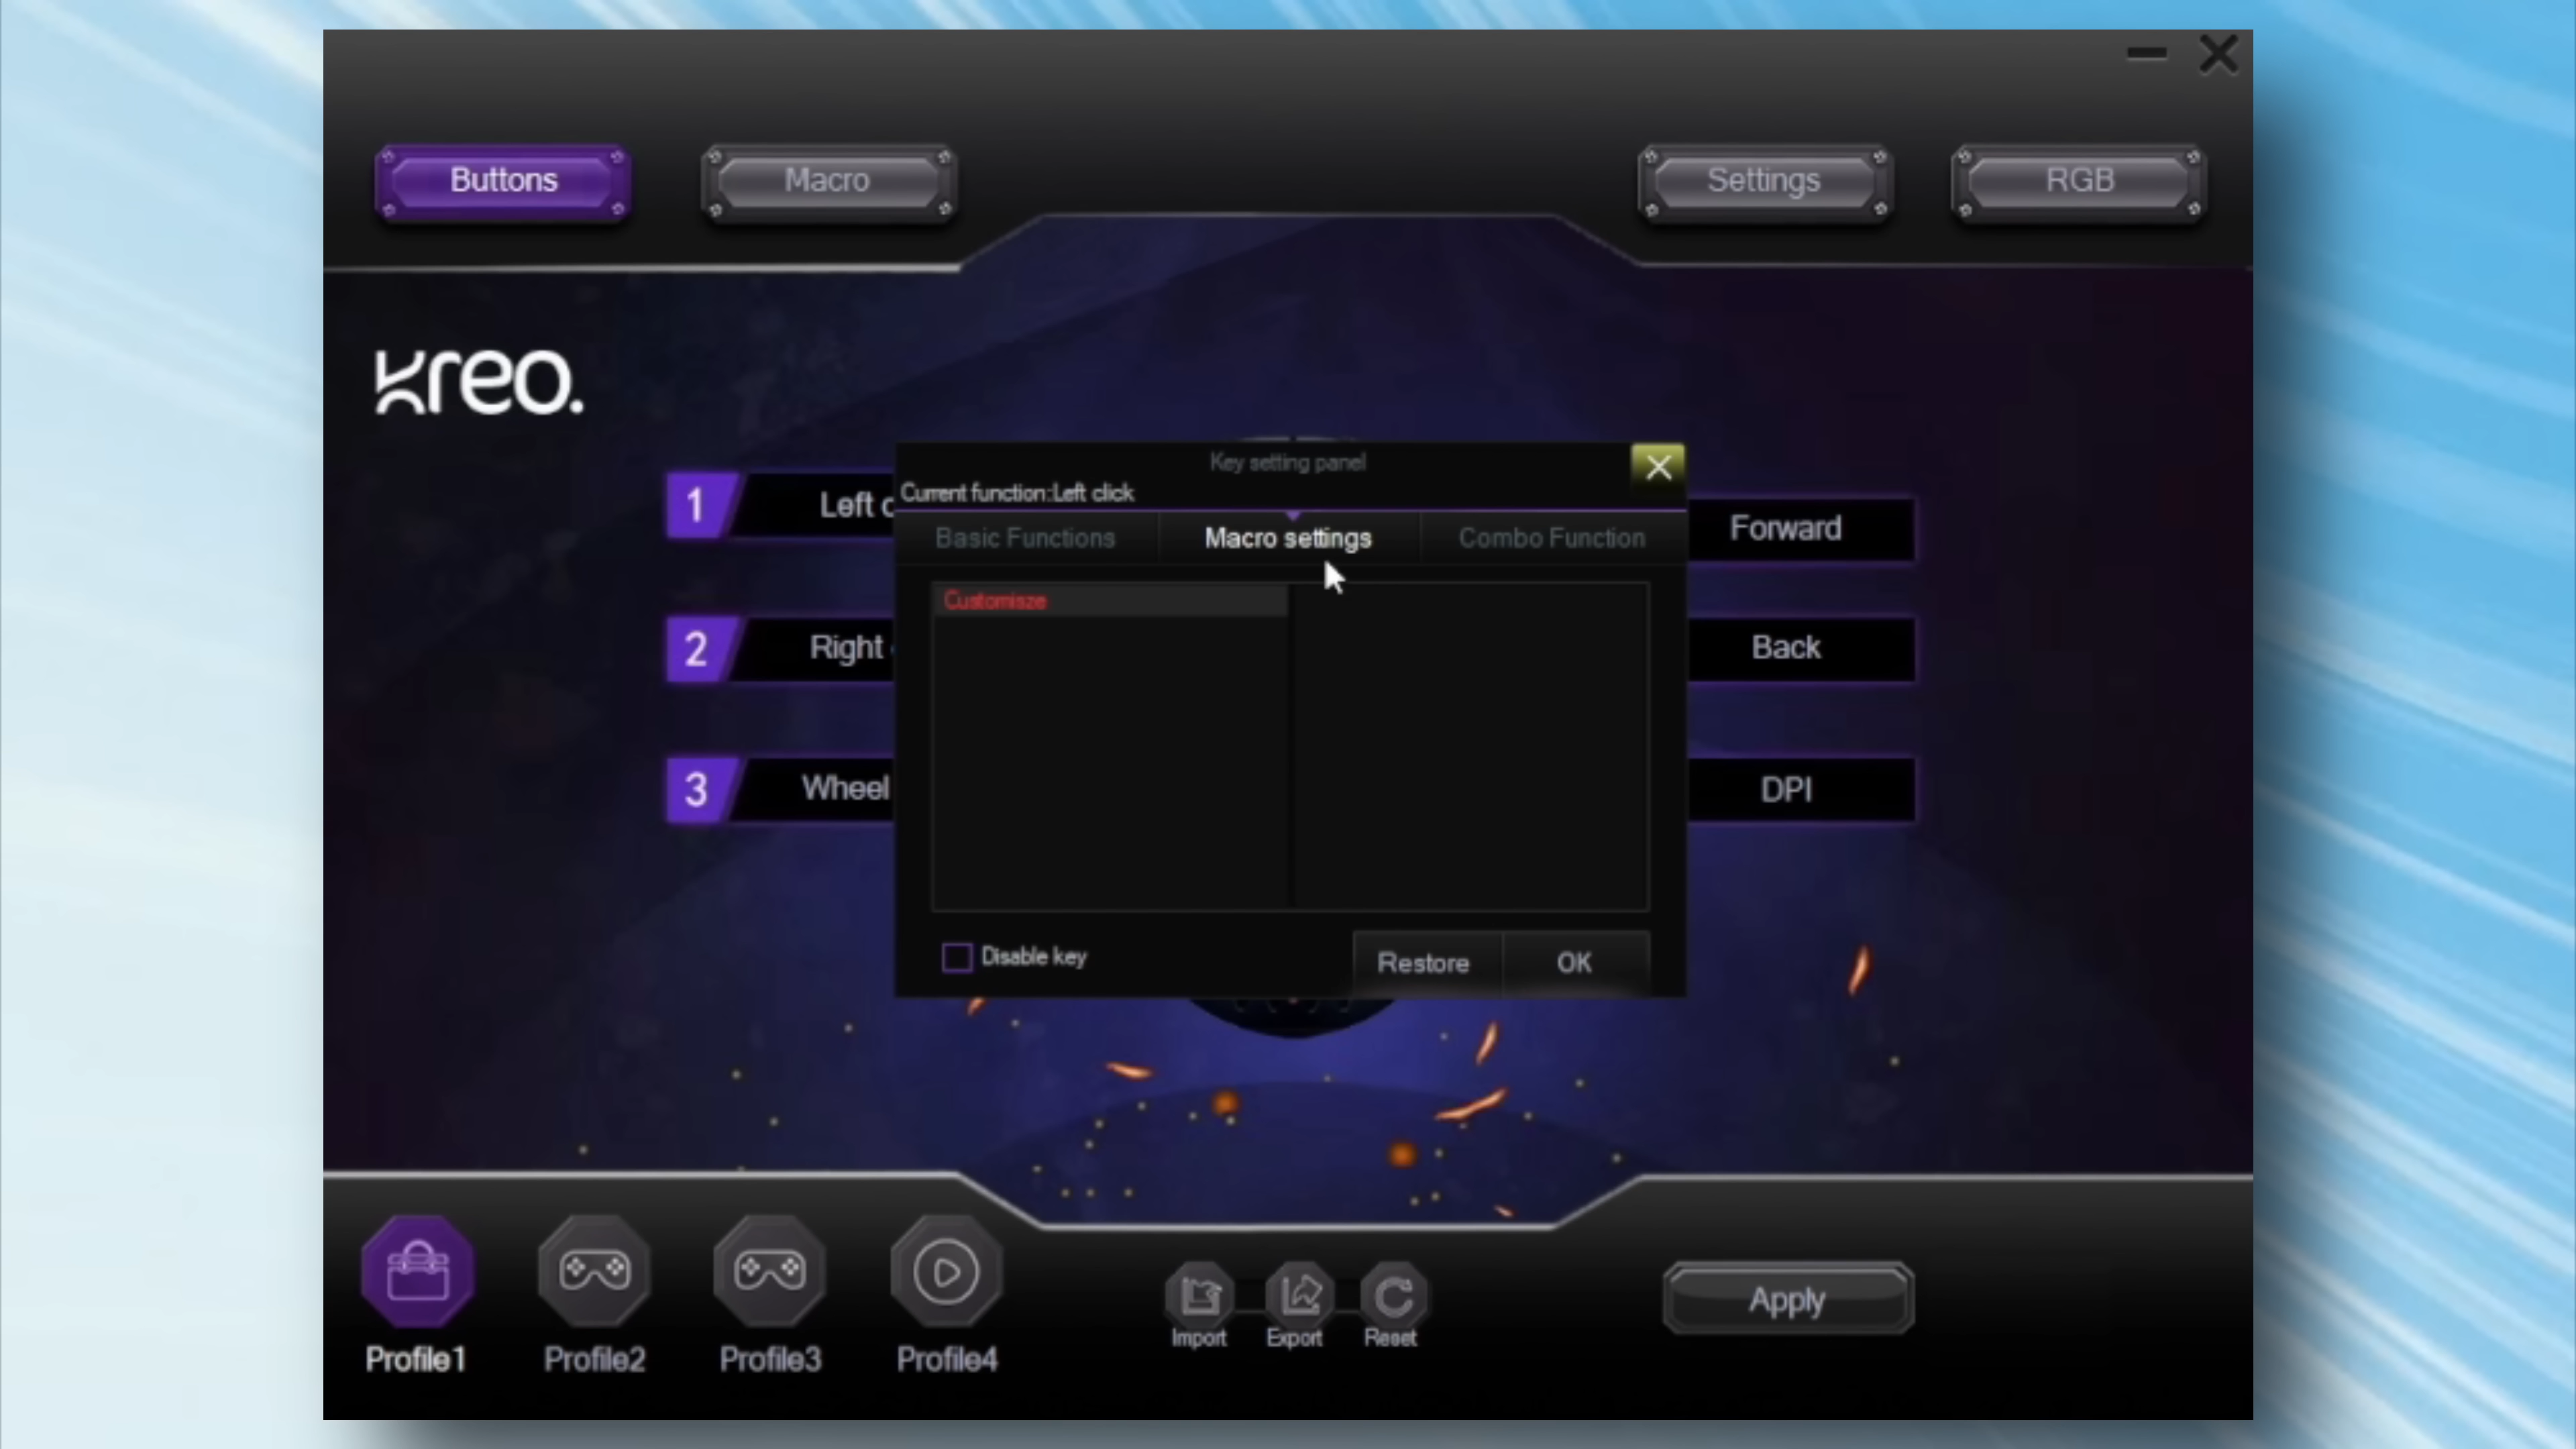 Buttons
Macro
Settings
RGB
kreo.
Key setting panel
Current function:Left click
Basic Functions
Macro settings
Combo Function
Customisze
1
Left c
Forward
2
Right
Back
3
Wheel
DPI
Disable key
Restore
OK
Profile1
Profile2
Profile3
Profile4
Import
Export
Reset
Apply